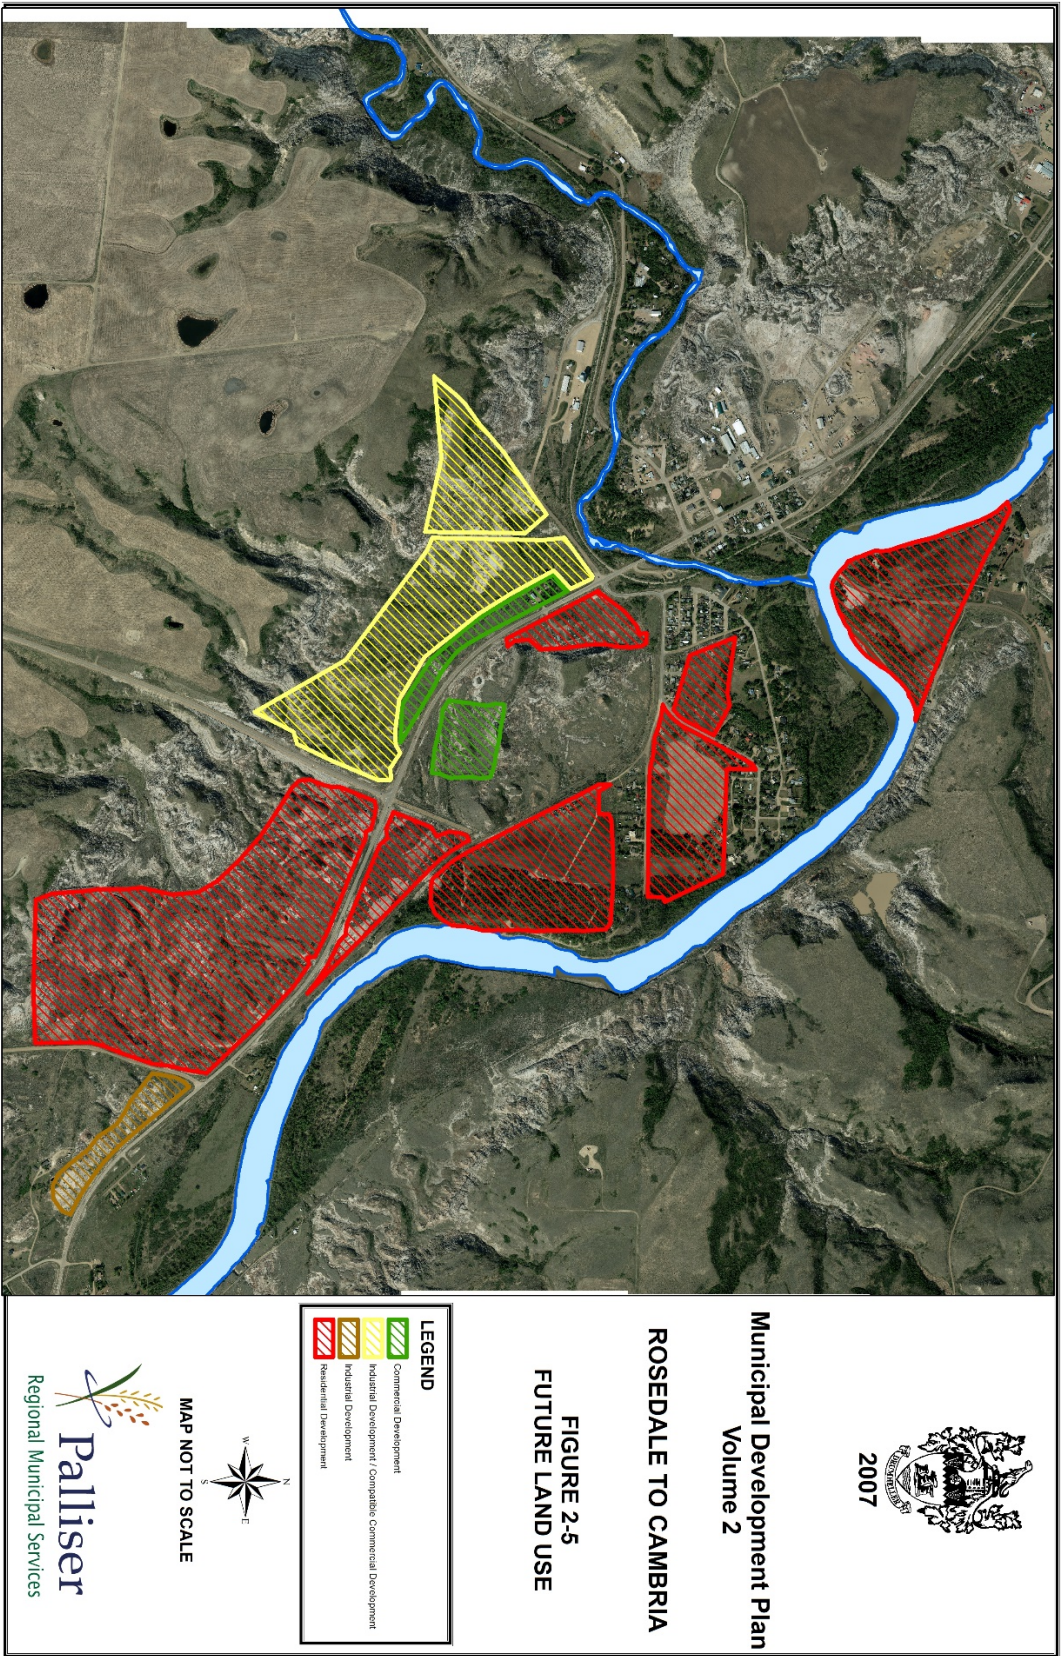 DRUMHELLER
2007
Municipal Development Plan
Volume 2
ROSEDALE TO CAMBRIA
FIGURE 2-5
FUTURE LAND USE
LEGEND
Commercial Development
Industrial Development / Compatible Commercial Development
Industrial Development
Residential Development
N
W
E
S
MAP NOT TO SCALE
Palliser
Regional Municipal Services